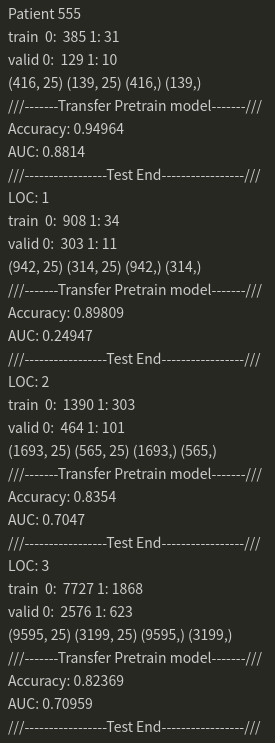 Patient 555
train  0:  385 1: 31
valid 0:  129 1: 10
(416, 25) (139, 25) (416,) (139,)
///-------Transfer Pretrain model-------///
Accuracy: 0.94964
AUC: 0.8814
///-----------------Test End-----------------///
LOC: 1
train  0:  908 1: 34
valid 0:  303 1: 11
(942, 25) (314, 25) (942,) (314,)
///-------Transfer Pretrain model-------///
Accuracy: 0.89809
AUC: 0.24947
///-----------------Test End-----------------///
LOC: 2
train  0:  1390 1: 303
valid 0:  464 1: 101
(1693, 25) (565, 25) (1693,) (565,)
///-------Transfer Pretrain model-------///
Accuracy: 0.8354
AUC: 0.7047
///-----------------Test End-----------------///
LOC: 3
train  0:  7727 1: 1868
valid 0:  2576 1: 623
(9595, 25) (3199, 25) (9595,) (3199,)
///-------Transfer Pretrain model-------///
Accuracy: 0.82369
AUC: 0.70959
///-----------------Test End-----------------///